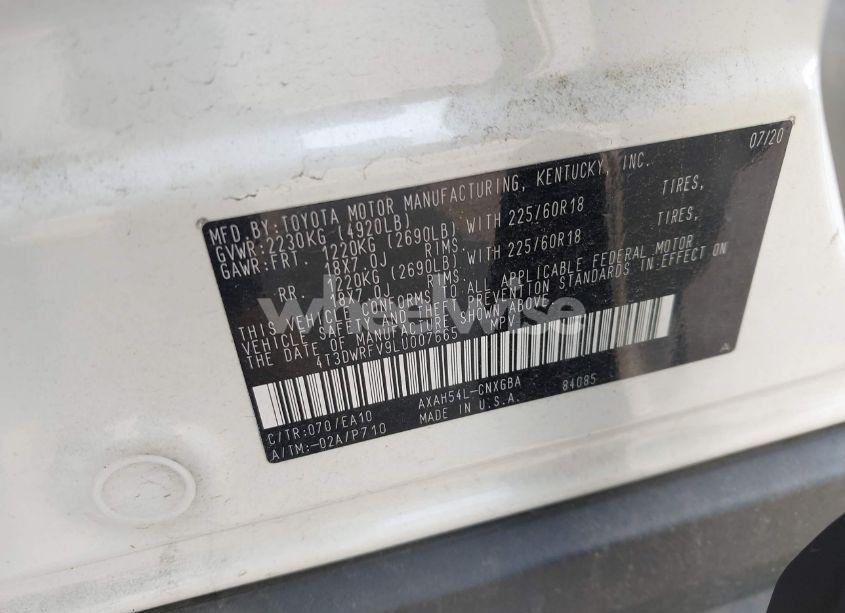 07/20
MFD.BY:TOYOTA MOTOR MANUFACTURING, KENTUCKY, INC.
GVWR:2230KG (4920LB)
GAWR:FRT. 1220KG (2690LB) WITH 225/60R18 TIRES,
18X7.0J RIMS.
RR. 1220KG (2690LB) WITH 225/60R18 TIRES,
18X7.0J RIMS.
THIS VEHICLE CONFORMS TO ALL APPLICABLE FEDERAL MOTOR
VEHICLE SAFETY AND THEFT PREVENTION STANDARDS IN EFFECT ON
THE DATE OF MANUFACTURE SHOWN ABOVE.
4T3DWRFV9LU007665 MPV
C/TR:070/EA10 AXAH54L-CNXGBA 84085
A/TM:-02A/P710 MADE IN U.S.A.
wheelwise